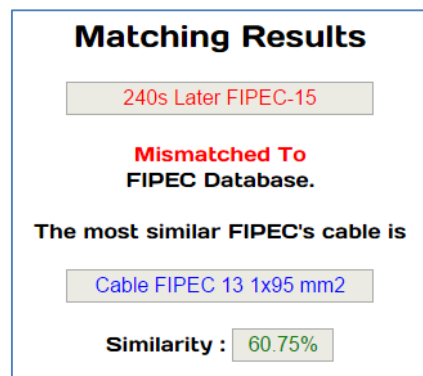 Matching Results
240s Later FIPEC-15
Mismatched To
FIPEC Database.
The most similar FIPEC's cable is
Cable FIPEC 13 1x95 mm2
Similarity : 60.75%